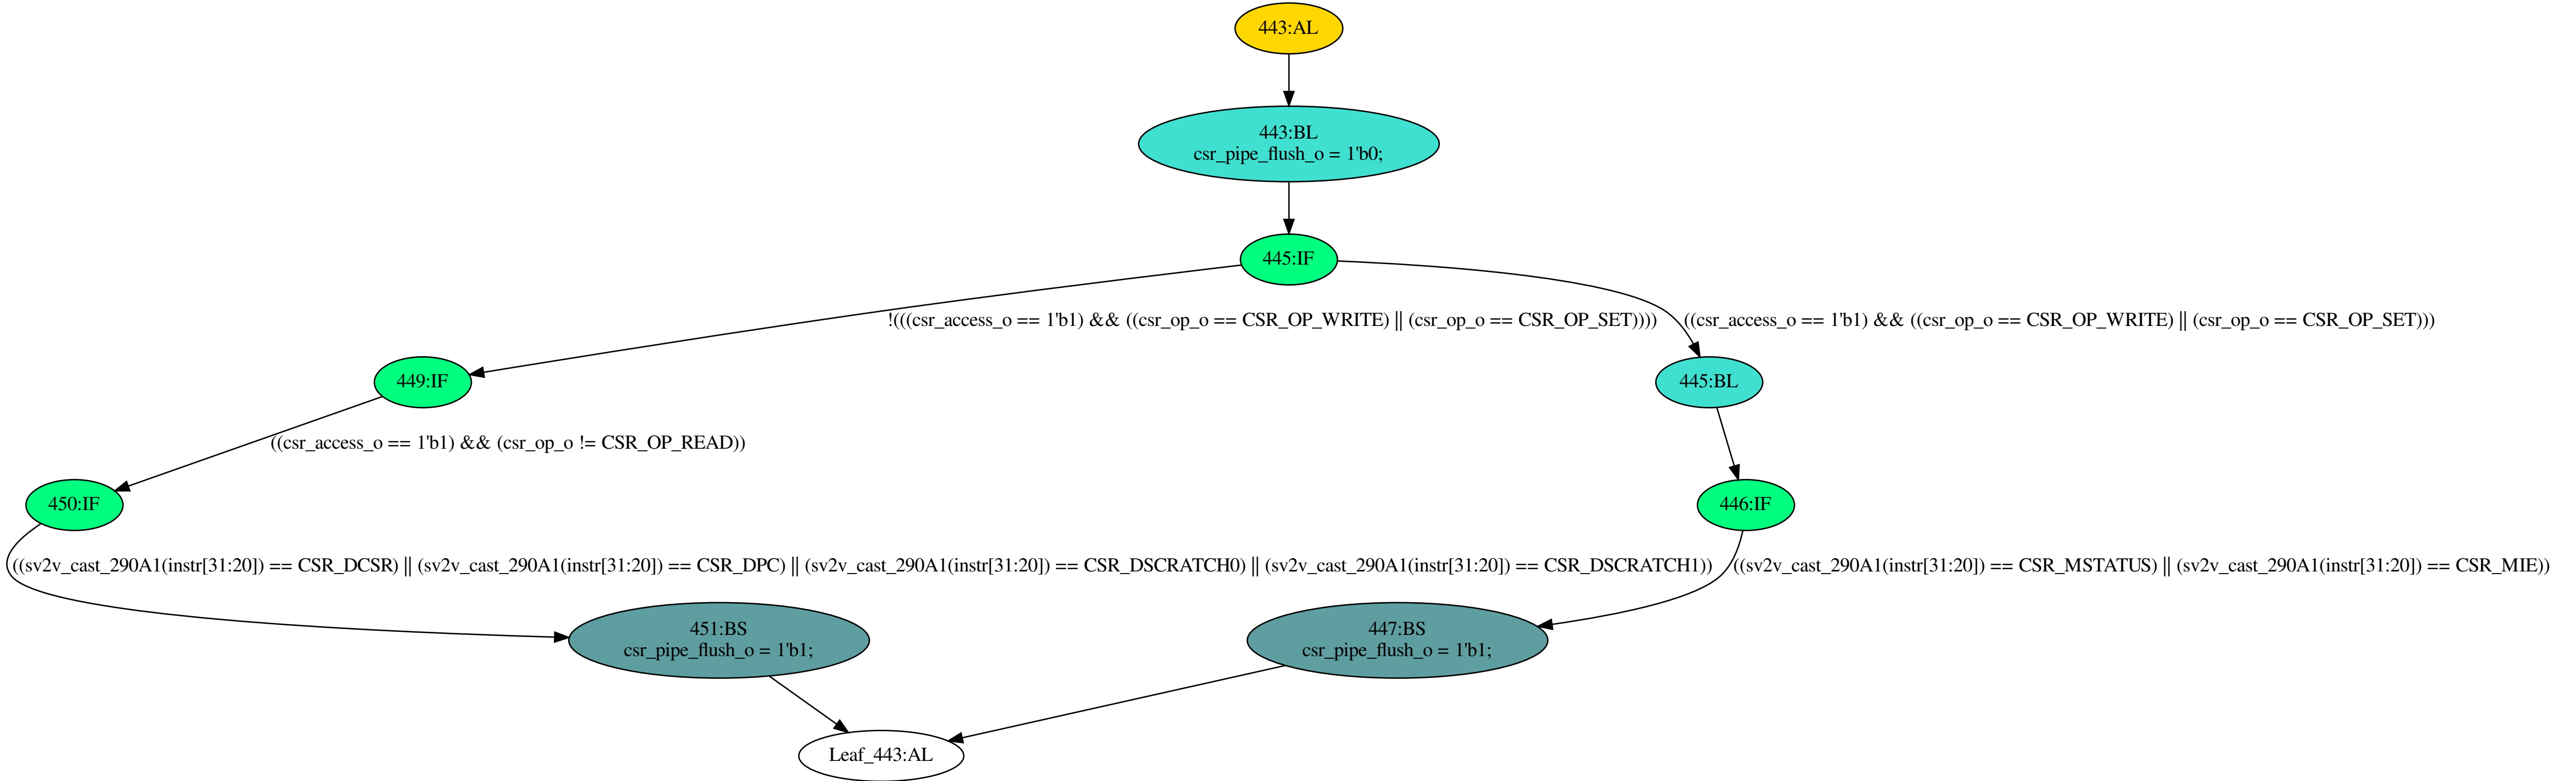 443:AL
443:BL
csr_pipe_flush_o = 1'b0;
445:IF
!(((csr_access_o == 1'b1) && ((csr_op_o == CSR_OP_WRITE) || (csr_op_o == CSR_OP_SET))))
((csr_access_o == 1'b1) && ((csr_op_o == CSR_OP_WRITE) || (csr_op_o == CSR_OP_SET)))
449:IF
445:BL
((csr_access_o == 1'b1) && (csr_op_o != CSR_OP_READ))
450:IF
446:IF
((sv2v_cast_290A1(instr[31:20]) == CSR_DCSR) || (sv2v_cast_290A1(instr[31:20]) == CSR_DPC) || (sv2v_cast_290A1(instr[31:20]) == CSR_DSCRATCH0) || (sv2v_cast_290A1(instr[31:20]) == CSR_DSCRATCH1))
((sv2v_cast_290A1(instr[31:20]) == CSR_MSTATUS) || (sv2v_cast_290A1(instr[31:20]) == CSR_MIE))
451:BS
csr_pipe_flush_o = 1'b1;
447:BS
csr_pipe_flush_o = 1'b1;
Leaf_443:AL